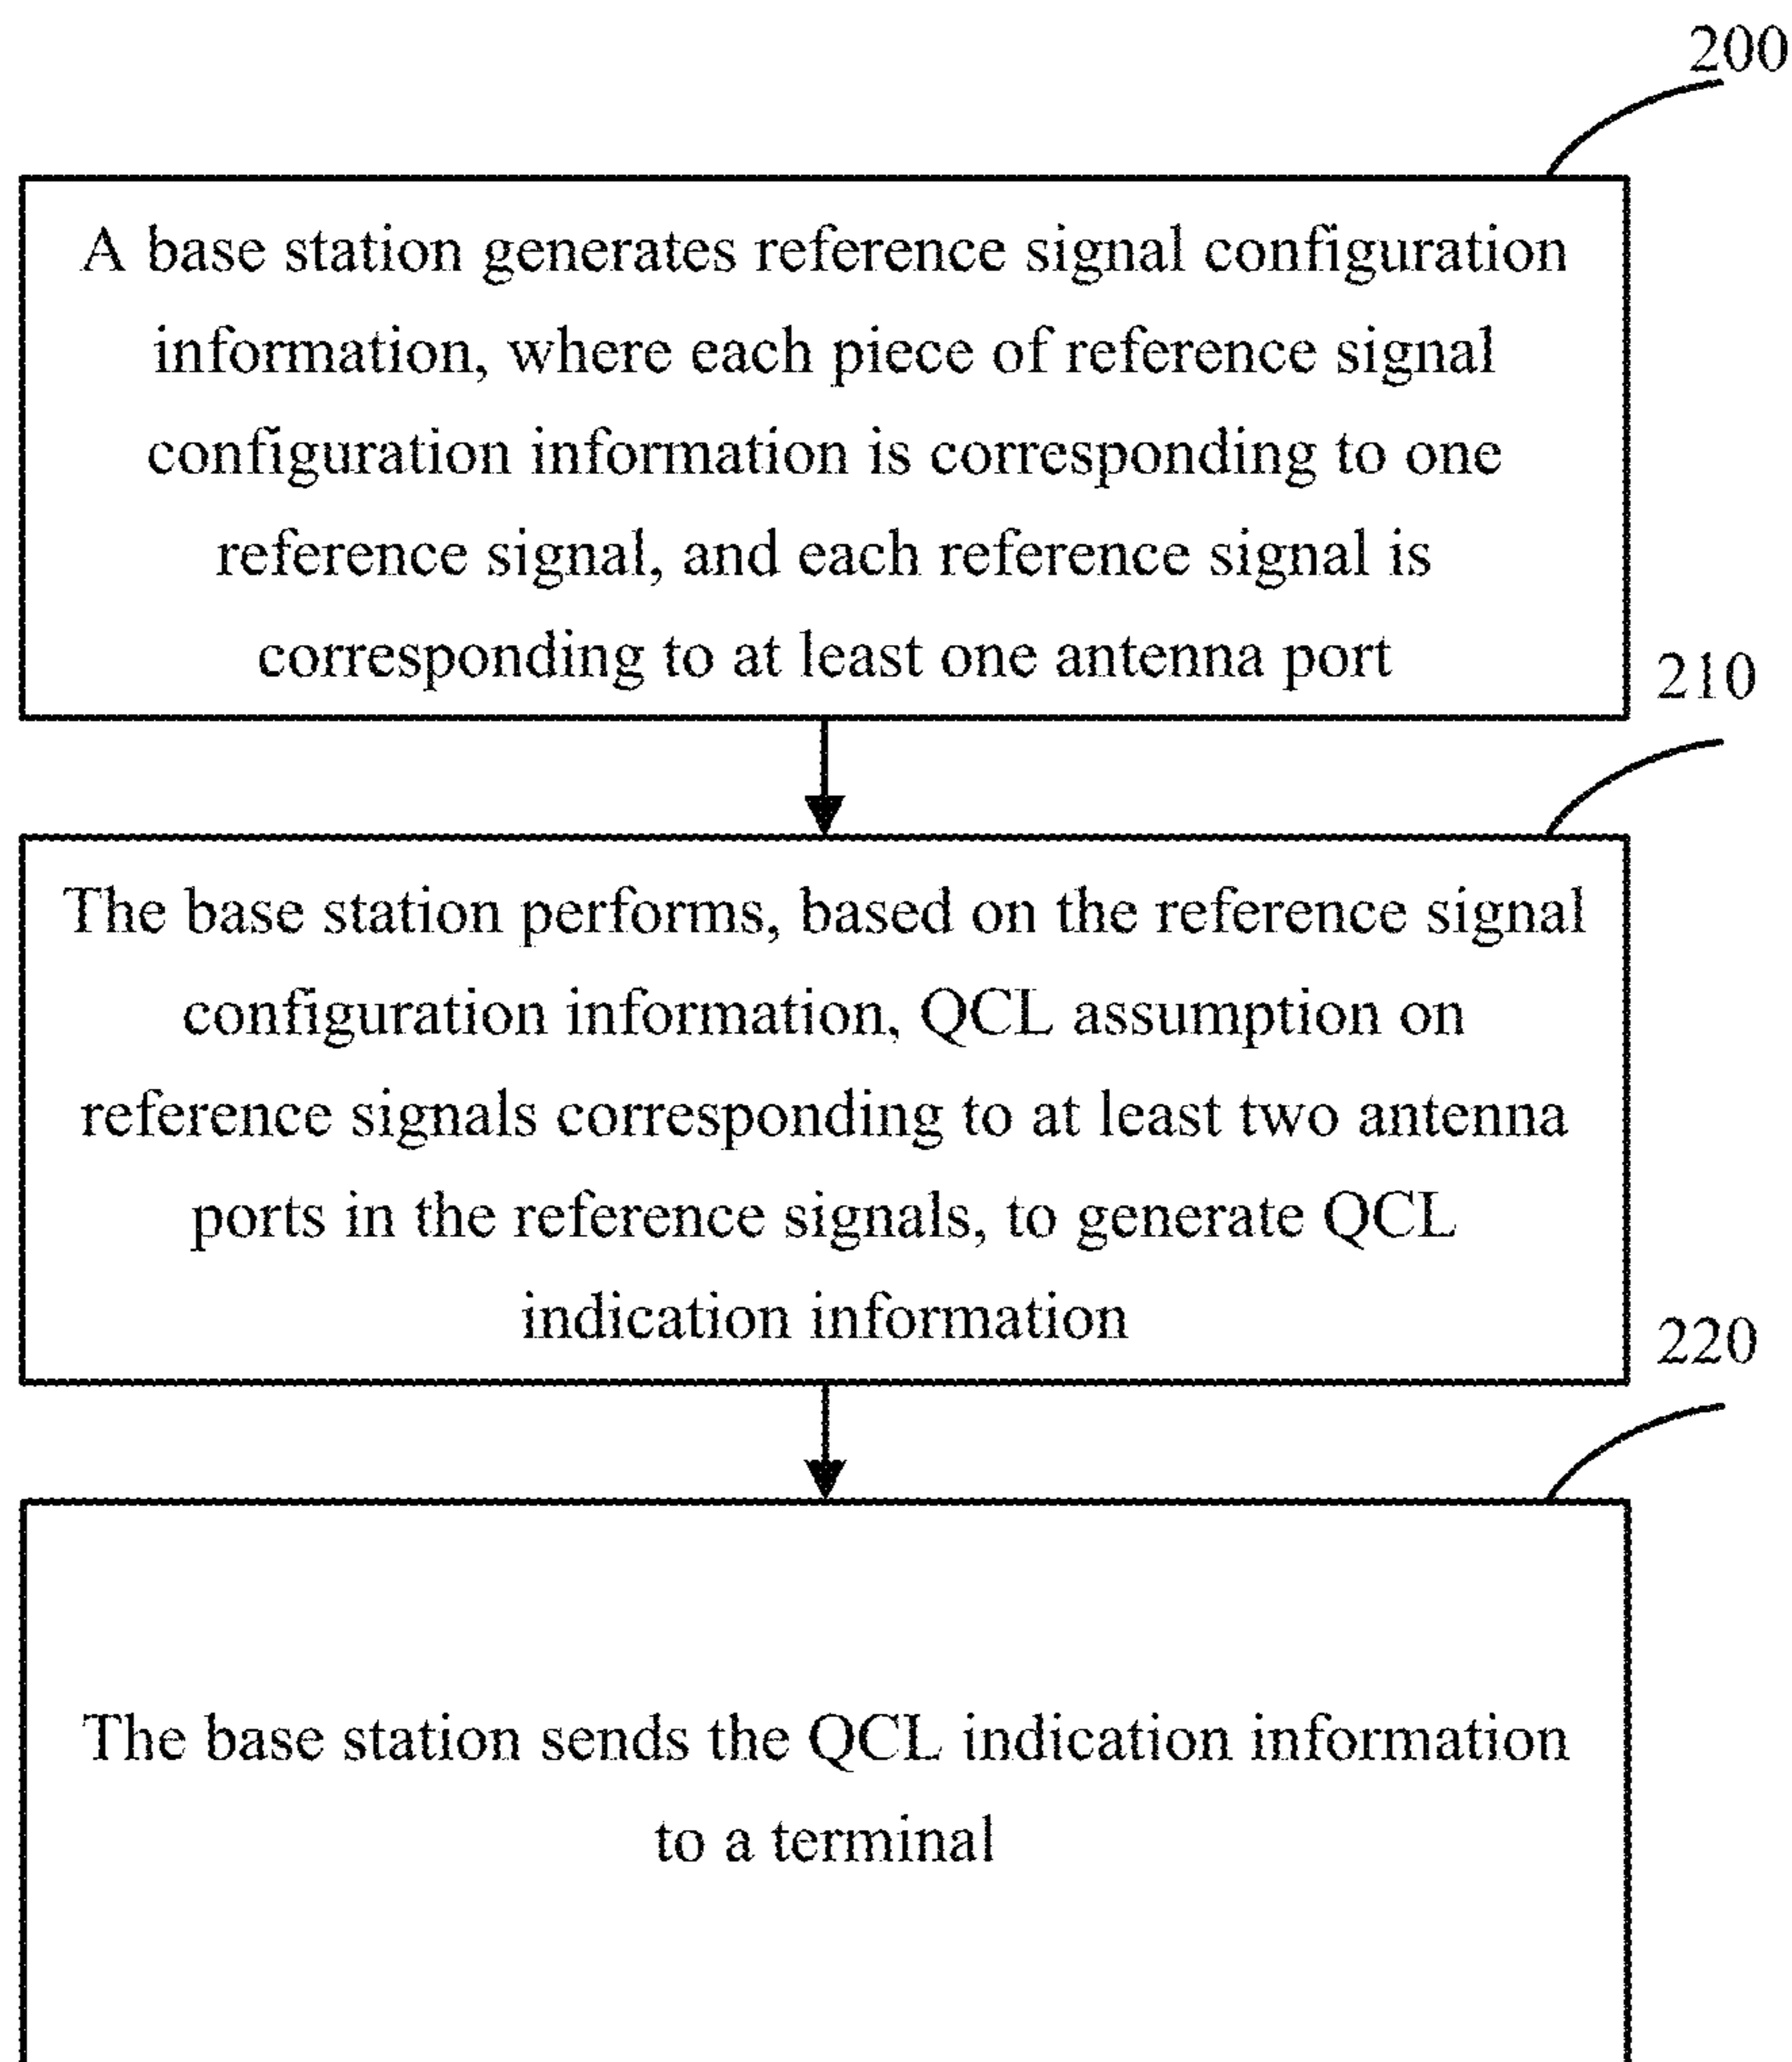 200
A base station generates reference signal configuration
information, where each piece of reference signal
configuration information is corresponding to one
reference signal, and each reference signal is
corresponding to at least one antenna port
210
The base station performs, based on the reference signal
configuration information, QCL assumption on
reference signals corresponding to at least two antenna
ports in the reference signals, to generate QCL
indication information
220
The base station sends the QCL indication information
to a terminal